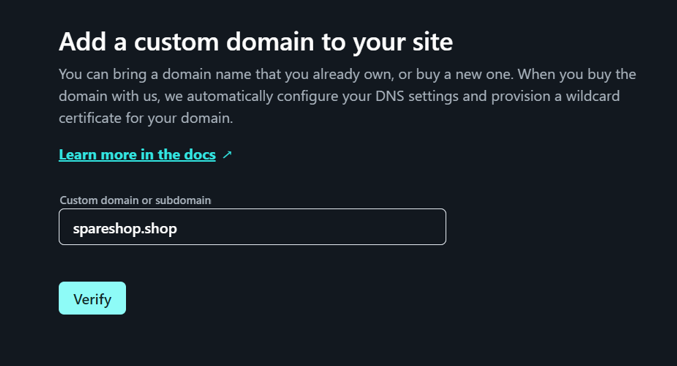 Add a custom domain to your site
You can bring a domain name that you already own, or buy a new one. When you buy the
domain with us, we automatically configure your DNS settings and provision a wildcard
certificate for your domain.
Learn more in the docs ↗
Custom domain or subdomain
spareshop.shop
Verify